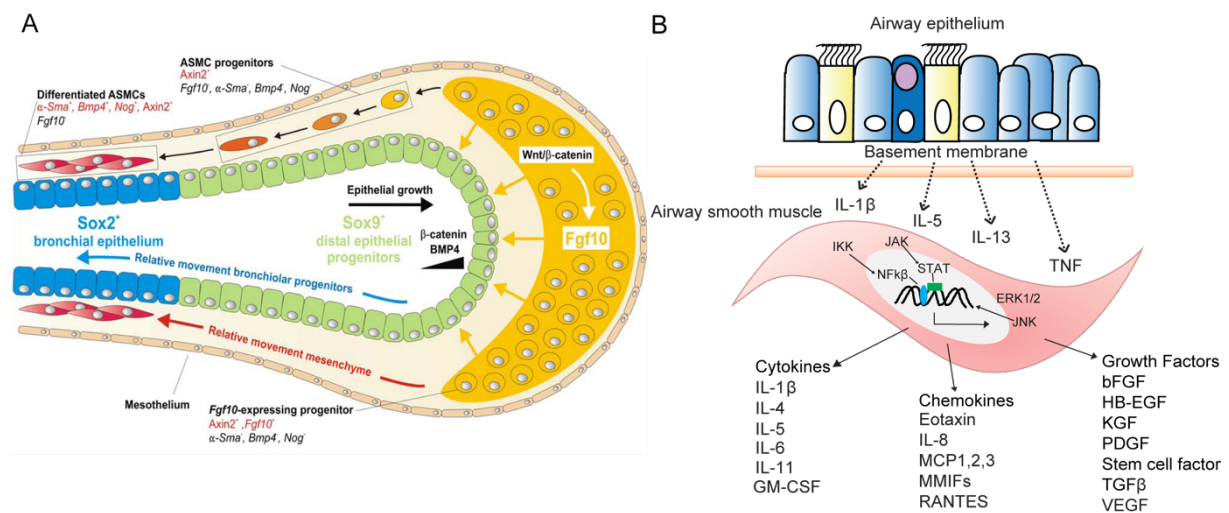 A
ASMC progenitors
Axin2⁺
Fgf10⁻, α-Sma⁻, Bmp4⁻, Nog⁻
Differentiated ASMCs
α-Sma⁺, Bmp4⁺, Nog⁺, Axin2⁺
Fgf10⁻
Wnt/β-catenin
Fgf10
Epithelial growth
β-catenin
BMP4
Sox2⁺
bronchial epithelium
Sox9⁺
distal epithelial
progenitors
Relative movement bronchiolar progenitors
Relative movement mesenchyme
Mesothelium
Fgf10-expressing progenitor
Axin2⁺ ,Fgf10⁺
α-Sma⁻, Bmp4⁻, Nog⁻
B
Airway epithelium
Basement membrane
IL-1β
IL-5
IL-13
TNF
Airway smooth muscle
IKK
JAK
NFkβ
STAT
ERK1/2
JNK
Cytokines
IL-1β
IL-4
IL-5
IL-6
IL-11
GM-CSF
Chemokines
Eotaxin
IL-8
MCP1,2,3
MMIFs
RANTES
Growth Factors
bFGF
HB-EGF
KGF
PDGF
Stem cell factor
TGFβ
VEGF